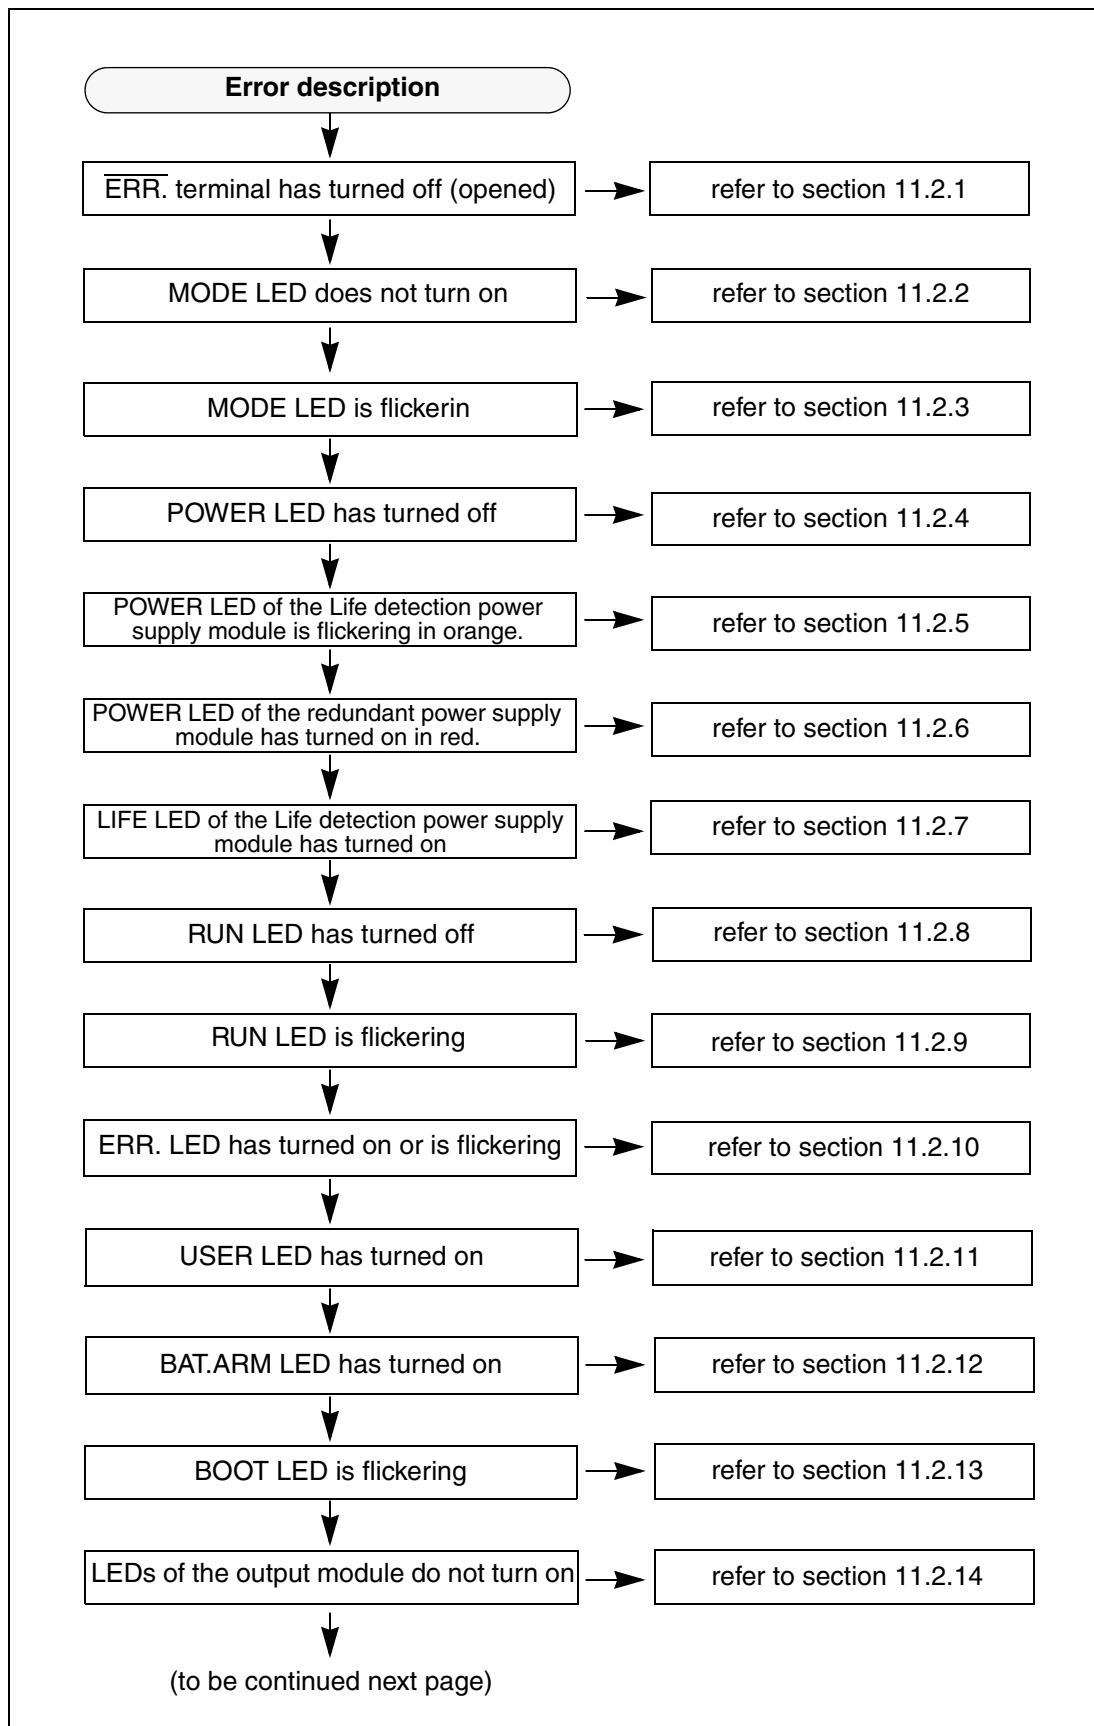 Error description
ERR. terminal has turned off (opened)
refer to section 11.2.1
MODE LED does not turn on
refer to section 11.2.2
MODE LED is flickerin
refer to section 11.2.3
POWER LED has turned off
refer to section 11.2.4
POWER LED of the Life detection power
supply module is flickering in orange.
refer to section 11.2.5
POWER LED of the redundant power supply
module has turned on in red.
refer to section 11.2.6
LIFE LED of the Life detection power supply
module has turned on
refer to section 11.2.7
RUN LED has turned off
refer to section 11.2.8
RUN LED is flickering
refer to section 11.2.9
ERR. LED has turned on or is flickering
refer to section 11.2.10
USER LED has turned on
refer to section 11.2.11
BAT.ARM LED has turned on
refer to section 11.2.12
BOOT LED is flickering
refer to section 11.2.13
LEDs of the output module do not turn on
refer to section 11.2.14
(to be continued next page)